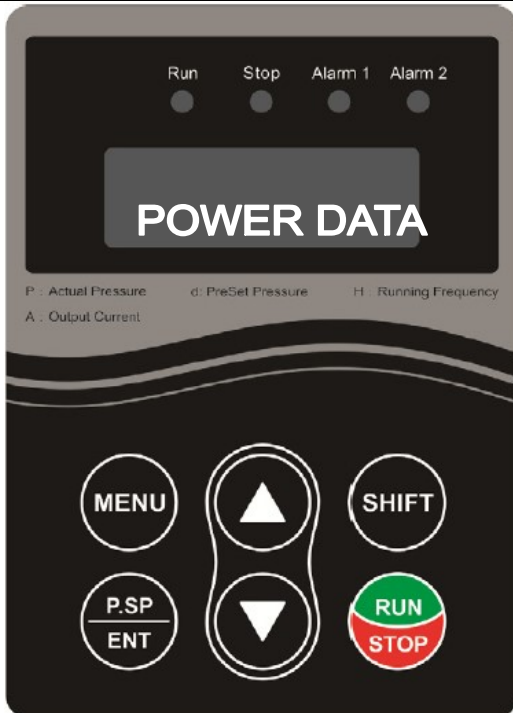 Run Stop Alarm 1 Alarm 2
POWER DATA
P : Actual Pressure d: PreSet Pressure H : Running Frequency
A : Output Current
MENU
SHIFT
P.SP
ENT
RUN
STOP